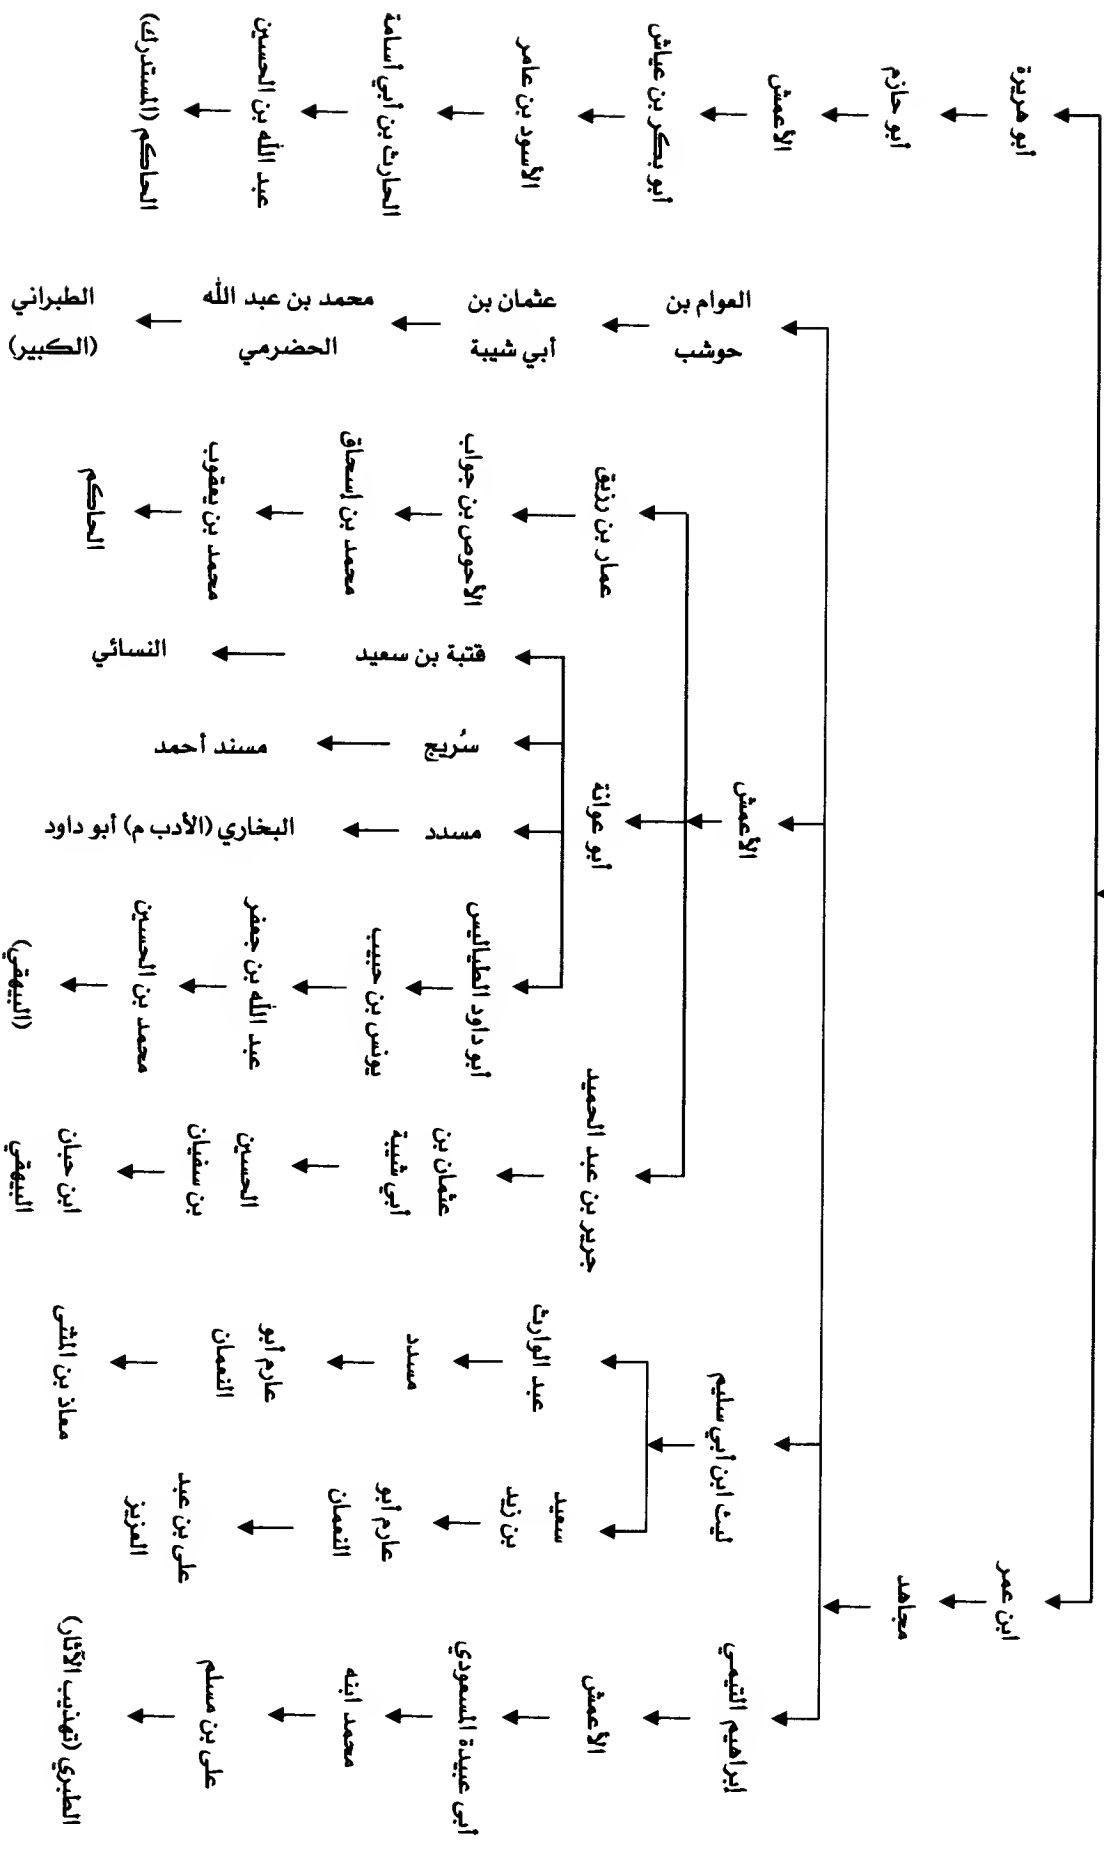 أبو هريرة
أبو حازم
الأعمش
أبو بكر بن عياش
الأسود بن عامر
الحارث بن أبي أسامة
عبد الله بن الحسين
الحاكم (المستدرك)
ابن عمر
مجاهد
العوام بن
حوشب
عثمان بن
أبي شيبة
محمد بن عبد الله
الحضرمي
الطبراني
(الكبير)
الأعمش
عمار بن رزيق
الأحوص بن جواب
محمد بن إسحاق
محمد بن يعقوب
الحاكم
أبو عوانة
قتبة بن سعيد
النسائي
سُريج
مسند أحمد
مسدد
البخاري (الأدب م) أبو داود
أبو داود الطياليس
يونس بن حبيب
عبد الله بن جعفر
محمد بن الحسين
(البيهقي)
جرير بن عبد الحميد
عثمان بن
أبي شيبة
الحسين
بن سفيان
ابن حبان
البيهقي
ليث ابن أبي سليم
عبد الوارث
مسدد
عارم أبو
النعمان
معاذ بن المثنى
سعيد
بن زيد
عارم أبو
النعمان
على بن عبد
العزيز
إبراهيم التيمي
الأعمش
أبى عبيدة المسعودي
محمد ابنه
على بن مسلم
الطبري (تهذيب الآثار)